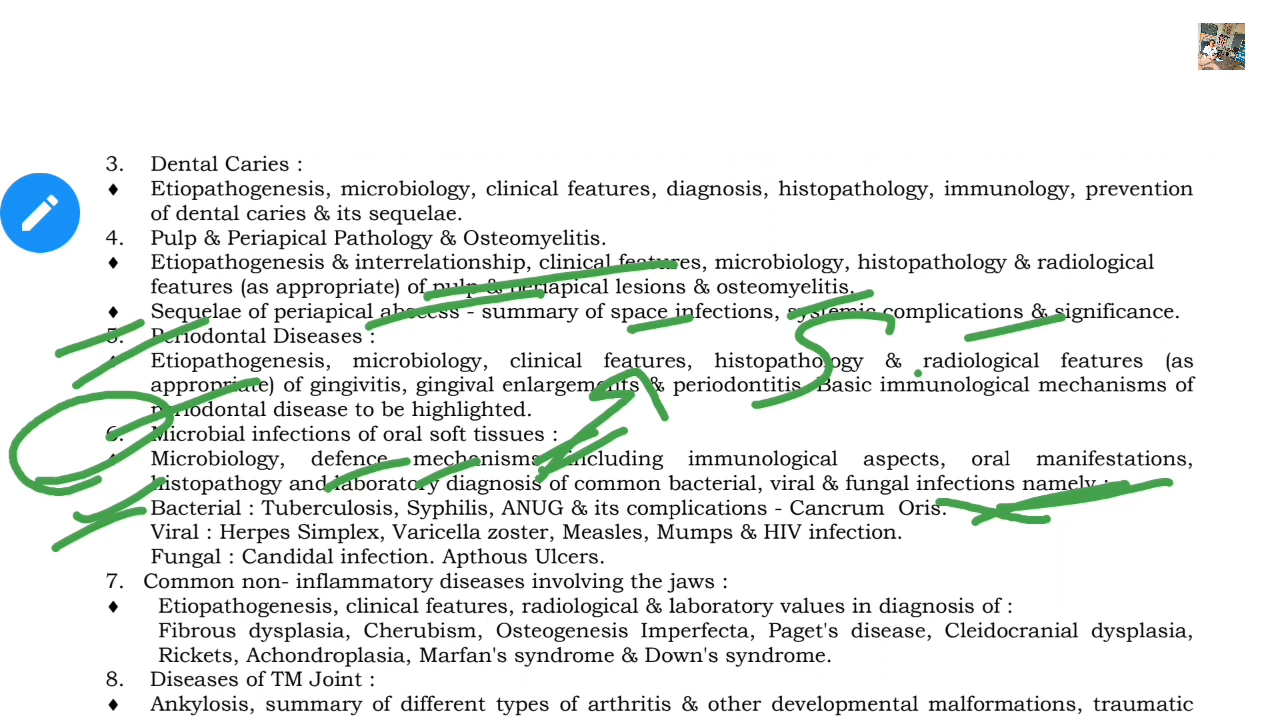 3. Dental Caries :
♦ Etiopathogenesis, microbiology, clinical features, diagnosis, histopathology, immunology, prevention
of dental caries & its sequelae.
4. Pulp & Periapical Pathology & Osteomyelitis.
♦ Etiopathogenesis & interrelationship, clinical features, microbiology, histopathology & radiological
features (as appropriate) of pulp & periapical lesions & osteomyelitis.
♦ Sequelae of periapical abscess - summary of space infections, systemic complications & significance.
5. Periodontal Diseases :
♦ Etiopathogenesis, microbiology, clinical features, histopathology & radiological features (as
appropriate) of gingivitis, gingival enlargements & periodontitis. Basic immunological mechanisms of
periodontal disease to be highlighted.
6. Microbial infections of oral soft tissues :
♦ Microbiology, defence mechanisms including immunological aspects, oral manifestations,
histopathogy and laboratory diagnosis of common bacterial, viral & fungal infections namely :
Bacterial : Tuberculosis, Syphilis, ANUG & its complications - Cancrum Oris.
Viral : Herpes Simplex, Varicella zoster, Measles, Mumps & HIV infection.
Fungal : Candidal infection. Apthous Ulcers.
7. Common non- inflammatory diseases involving the jaws :
♦ Etiopathogenesis, clinical features, radiological & laboratory values in diagnosis of :
Fibrous dysplasia, Cherubism, Osteogenesis Imperfecta, Paget's disease, Cleidocranial dysplasia,
Rickets, Achondroplasia, Marfan's syndrome & Down's syndrome.
8. Diseases of TM Joint :
♦ Ankylosis, summary of different types of arthritis & other developmental malformations, traumatic